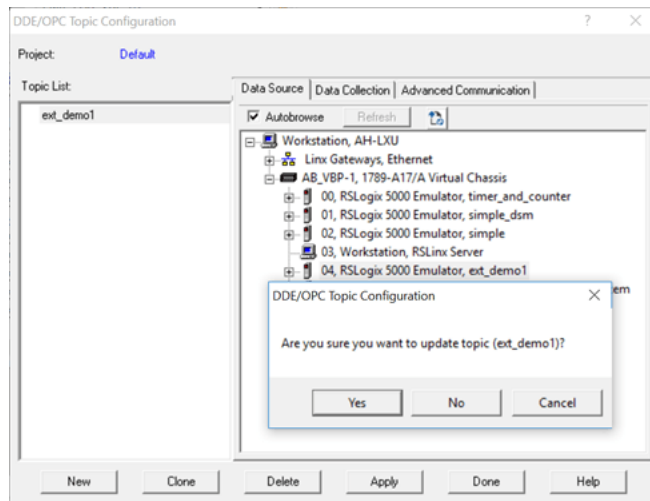 DDE/OPC Topic Configuration
Project: Default
Topic List:
ext_demo1
Data Source
Data Collection
Advanced Communication
Autobrowse
Refresh
Workstation, AH-LXU
Linx Gateways, Ethernet
AB_VBP-1, 1789-A17/A Virtual Chassis
00, RSLogix 5000 Emulator, timer_and_counter
01, RSLogix 5000 Emulator, simple_dsm
02, RSLogix 5000 Emulator, simple
03, Workstation, RSLinx Server
04, RSLogix 5000 Emulator, ext_demo1
em
DDE/OPC Topic Configuration
Are you sure you want to update topic (ext_demo1)?
Yes No Cancel
New Clone Delete Apply Done Help